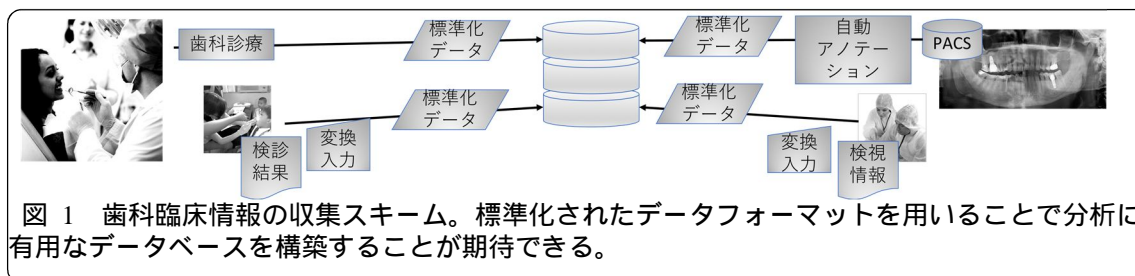 歯科診療
標準化
データ
標準化
データ
自動
アノテー
ション
PACS
標準化
データ
標準化
データ
検診
結果
変換
入力
変換
入力
検視
情報
図 1 歯科臨床情報の収集スキーム。標準化されたデータフォーマットを用いることで分析に
有用なデータベースを構築することが期待できる。